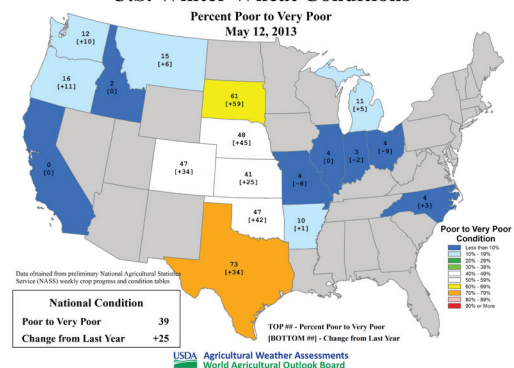 U.S. Winter Wheat Conditions
Percent Poor to Very Poor
May 12, 2013
12
[+10]
15
[+6]
16
[+11]
2
[0]
61
[+59]
11
[+5]
48
[+45]
4
[0]
3
[-2]
4
[-9]
0
[0]
47
[+34]
41
[+25]
4
[-8]
4
[+3]
47
[+42]
10
[+1]
73
[+34]
Poor to Very Poor
Condition
Less than 10%
10% - 19%
20% - 29%
30% - 39%
40% - 49%
50% - 59%
60% - 69%
70% - 79%
80% - 89%
90% or More
Data obtained from preliminary National Agricultural Statistics
Service (NASS) weekly crop progress and condition tables
National Condition
Poor to Very Poor 39
Change from Last Year +25
TOP ## - Percent Poor to Very Poor
[BOTTOM ##] - Change from Last Year
USDA Agricultural Weather Assessments
World Agricultural Outlook Board